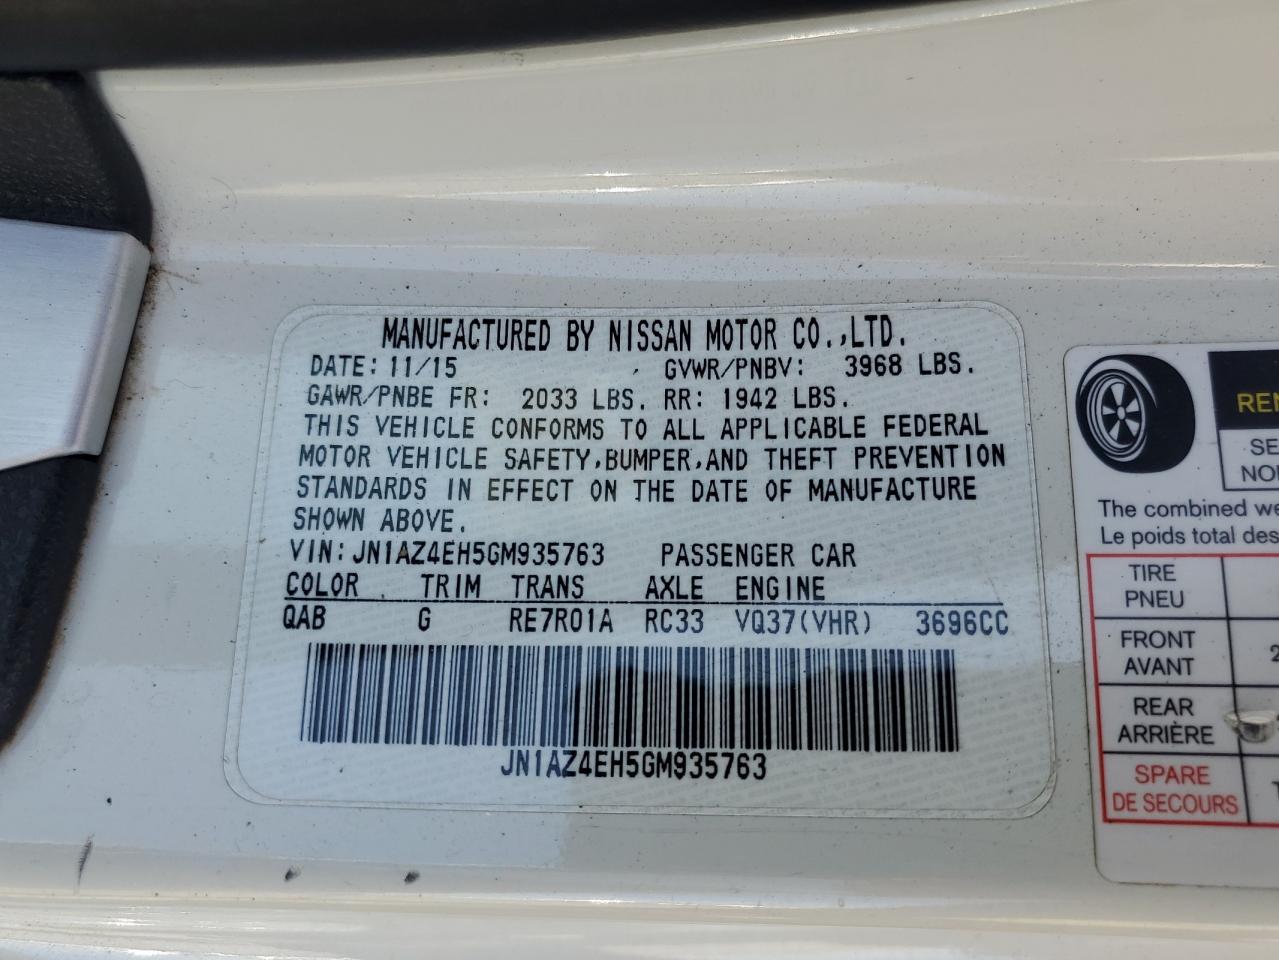 MANUFACTURED BY NISSAN MOTOR CO.,LTD.
DATE: 11/15 GVWR/PNBV: 3968 LBS.
GAWR/PNBE FR: 2033 LBS. RR: 1942 LBS.
THIS VEHICLE CONFORMS TO ALL APPLICABLE FEDERAL
MOTOR VEHICLE SAFETY,BUMPER,AND THEFT PREVENTION
STANDARDS IN EFFECT ON THE DATE OF MANUFACTURE
SHOWN ABOVE.
VIN: JN1AZ4EH5GM935763 PASSENGER CAR
COLOR TRIM TRANS AXLE ENGINE
QAB G RE7R01A RC33 VQ37(VHR) 3696CC
JN1AZ4EH5GM935763
The combined
Le poids total
TIRE
PNEU
FRONT
AVANT
REAR
ARRIÈRE
SPARE
DE SECOURS